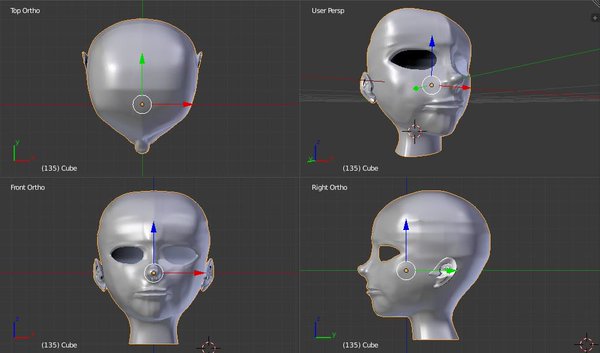 Top Ortho
y
(135) Cube
User Persp
z
(135) Cube
Front Ortho
z
(135) Cube
Right Ortho
z
y
(135) Cube